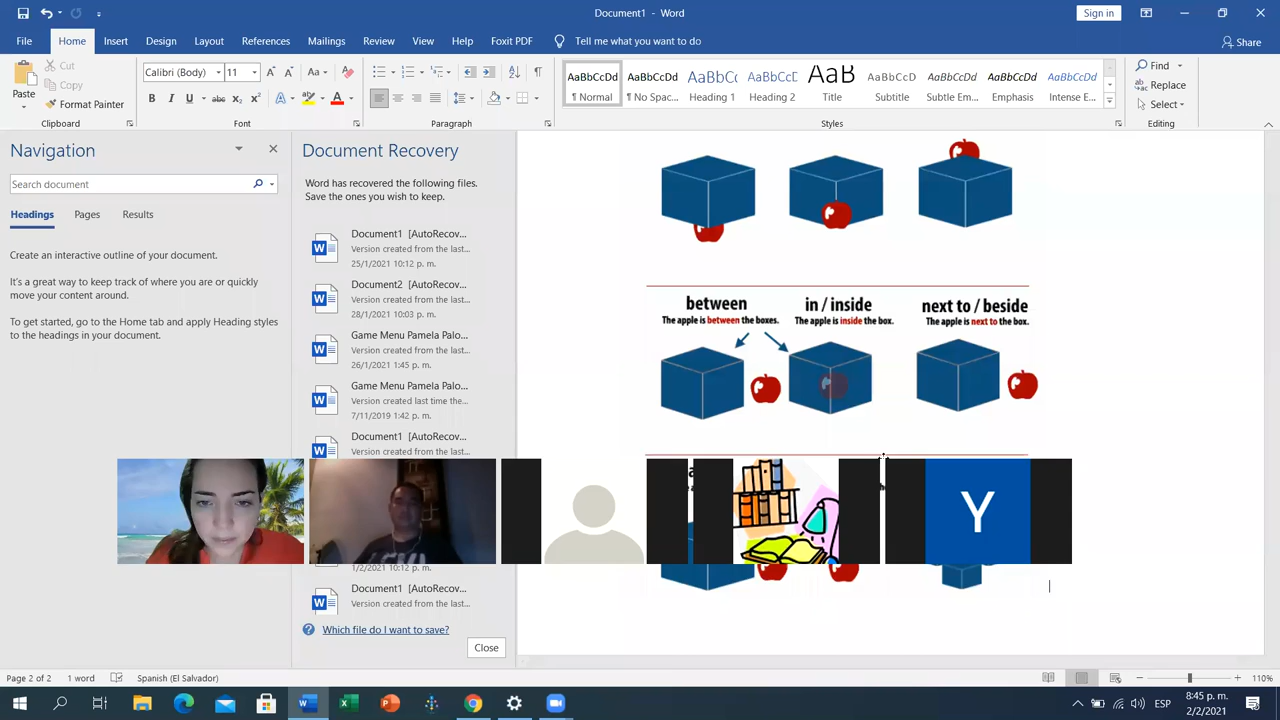 Document1 - Word
Sign in
File
Home
Insert
Design
Layout
References
Mailings
Review
View
Help
Foxit PDF
Tell me what you want to do
Share
Paste
Cut
Copy
Format Painter
Clipboard
Calibri (Body)
11
Font
Paragraph
AaBbCcDd
¶ Normal
AaBbCcDd
¶ No Spac...
AaBbC(
Heading 1
AaBbCcC
Heading 2
AaB
Title
AaBbCcD
Subtitle
AaBbCcDd
Subtle Em...
AaBbCcDd
Emphasis
AaBbCcDd
Intense E...
Styles
Find
Replace
Select
Editing
Navigation
Search document
Headings
Pages
Results
Create an interactive outline of your document.
It's a great way to keep track of where you are or quickly
move your content around.
To get started, go to the Home tab and apply Heading styles
to the headings in your document.
Document Recovery
Word has recovered the following files.
Save the ones you wish to keep.
Document1 [AutoRecov...
Version created from the last...
25/1/2021 10:12 p. m.
Document2 [AutoRecov...
Version created from the last...
28/1/2021 10:03 p. m.
Game Menu Pamela Palo...
Version created from the last...
26/1/2021 1:45 p. m.
Game Menu Pamela Palo...
Version created last time the...
7/11/2019 1:42 p. m.
Document1 [AutoRecov...
Version created from the last...
1/2/2021 10:12 p. m.
Document1 [AutoRecov...
Version created from the last...
Which file do I want to save?
Close
between
The apple is between the boxes.
in / inside
The apple is inside the box.
next to / beside
The apple is next to the box.
Y
Page 2 of 2
1 word
Spanish (El Salvador)
110%
8:45 p. m.
ESP
2/2/2021